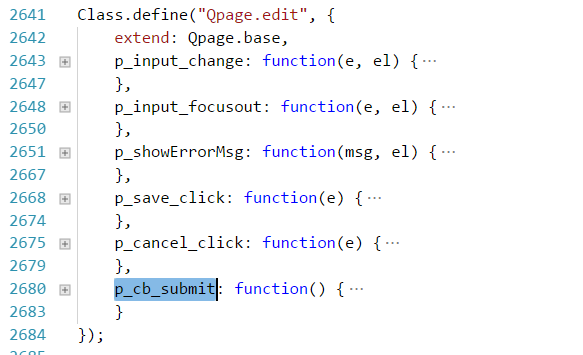 2641 Class.define("Qpage.edit", {
2642 extend: Qpage.base,
2643 p_input_change: function(e, el) {···
2647 },
2648 p_input_focusout: function(e, el) {···
2650 },
2651 p_showErrorMsg: function(msg, el) {···
2667 },
2668 p_save_click: function(e) {···
2674 },
2675 p_cancel_click: function(e) {···
2679 },
2680 p_cb_submit: function() {···
2683 }
2684 });